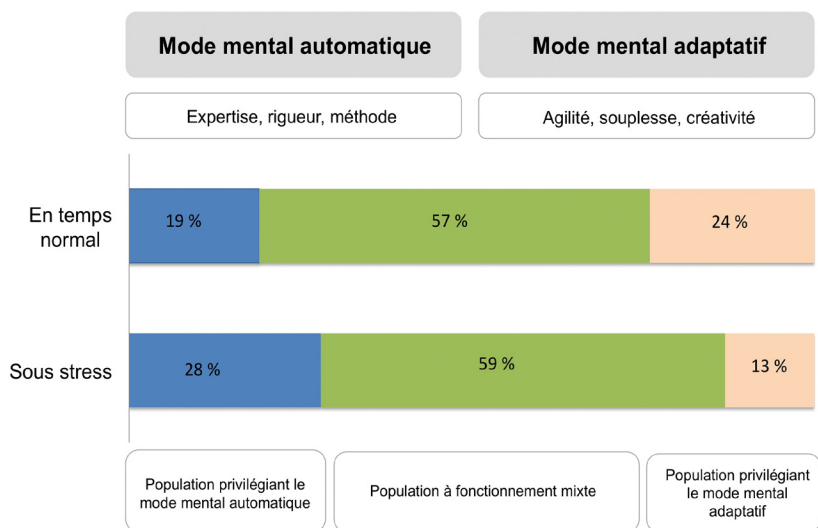 Mode mental automatique
Mode mental adaptatif
Expertise, rigueur, méthode
Agilité, souplesse, créativité
En temps
normal
19 %
57 %
24 %
Sous stress
28 %
59 %
13 %
Population privilégiant le
mode mental automatique
Population à fonctionnement mixte
Population privilégiant
le mode mental
adaptatif